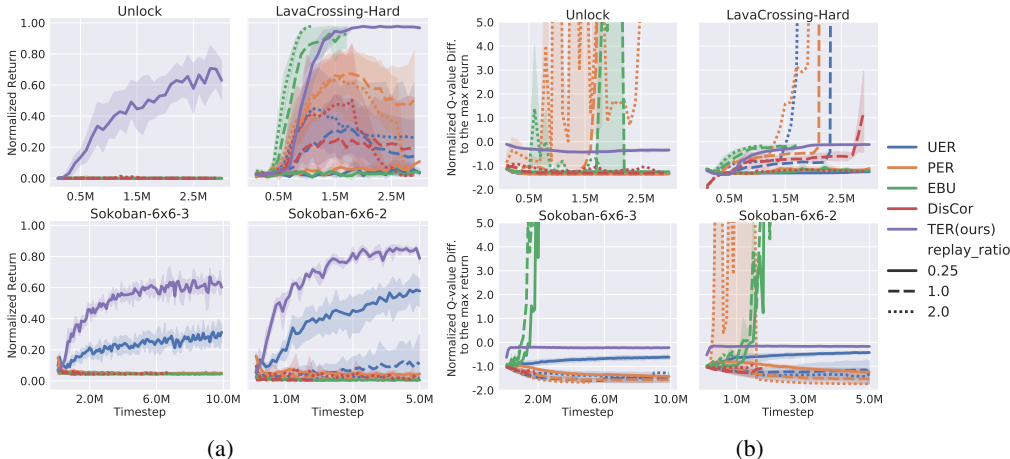 Unlock
LavaCrossing-Hard
Normalized Return
1.00
0.80
0.60
0.40
0.20
0.00
0.5M 1.5M 2.5M
0.5M 1.5M 2.5M
Sokoban-6x6-3
Sokoban-6x6-2
Normalized Return
1.00
0.80
0.60
0.40
0.20
0.00
2.0M 6.0M 10.0M
1.0M 3.0M 5.0M
Timestep
Timestep
(a)
Unlock
LavaCrossing-Hard
Normalized Q-value Diff.
to the max return
5.0
4.0
3.0
2.0
1.0
0.0
-1.0
-2.0
0.5M 1.5M 2.5M
0.5M 1.5M 2.5M
Sokoban-6x6-3
Sokoban-6x6-2
Normalized Q-value Diff.
to the max return
5.0
4.0
3.0
2.0
1.0
0.0
-1.0
-2.0
2.0M 6.0M 10.0M
1.0M 3.0M 5.0M
Timestep
Timestep
(b)
UER
PER
EBU
DisCor
TER(ours)
replay_ratio
0.25
1.0
2.0